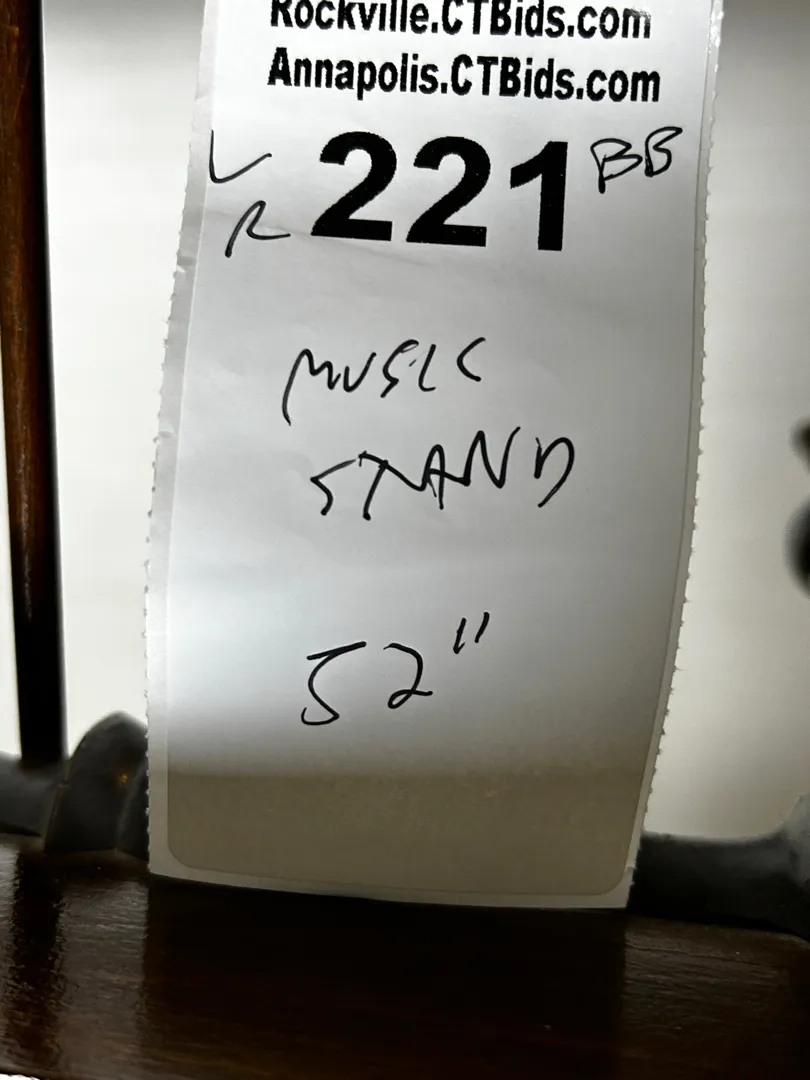 Rockville.CTBids.com
Annapolis.CTBids.com
L 221 BB
R
MUSIC
STAND
52"